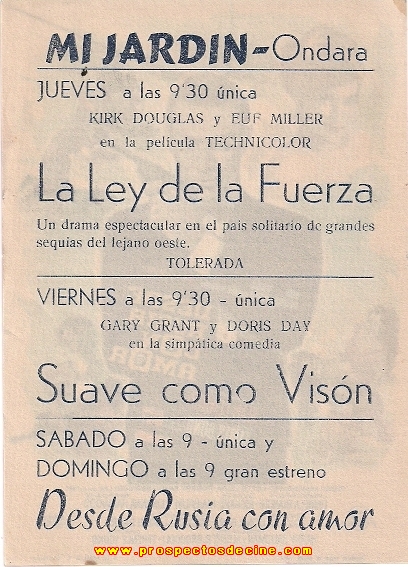 MI JARDIN-Ondara
JUEVES a las 9'30 única
KIRK DOUGLAS y EUF MILLER
en la película TECHNICOLOR
La Ley de la Fuerza
Un drama espectacular en el pais solitario de grandes
sequias del lejano oeste.
TOLERADA
VIERNES a las 9'30 - única
GARY GRANT y DORIS DAY
en la simpática comedia
Suave como Visón
SABADO a las 9 - única y
DOMINGO a las 9 gran estreno
Desde Rusia con amor
www.prospectosdecine.com